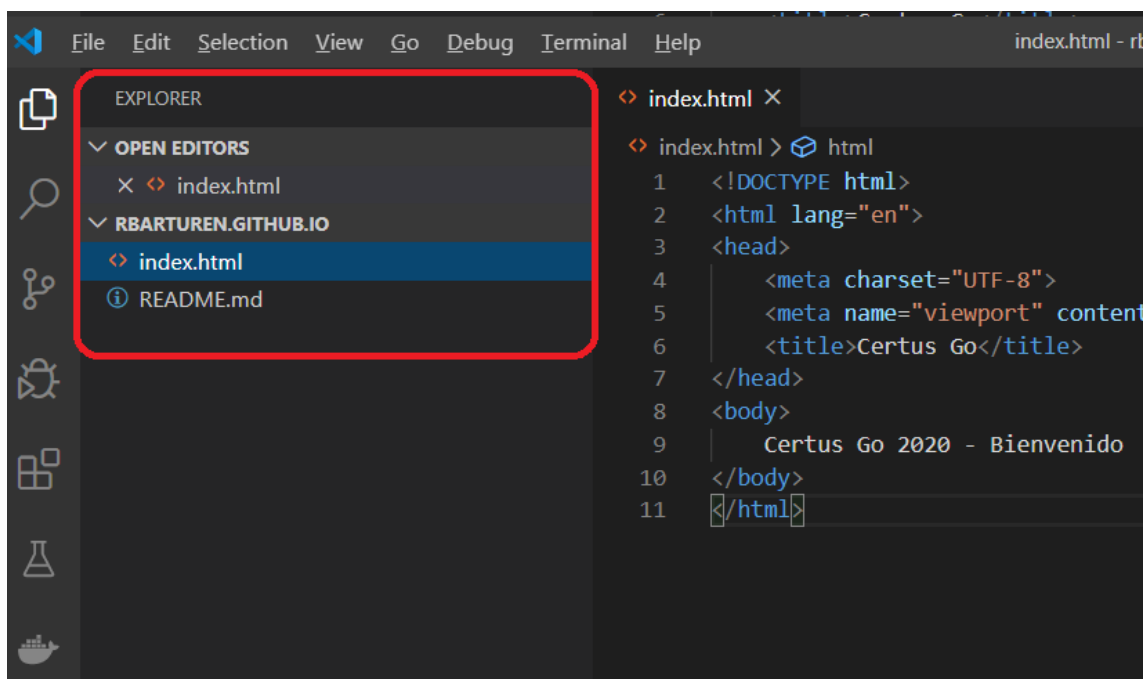 File Edit Selection View Go Debug Terminal Help
index.html -
EXPLORER
OPEN EDITORS
index.html
RBARTUREN.GITHUB.IO
index.html
README.md
index.html
index.html > html
1 <!DOCTYPE html>
2 <html lang="en">
3 <head>
4 <meta charset="UTF-8">
5 <meta name="viewport" content
6 <title>Certus Go</title>
7 </head>
8 <body>
9 Certus Go 2020 - Bienvenido
10 </body>
11 </html>